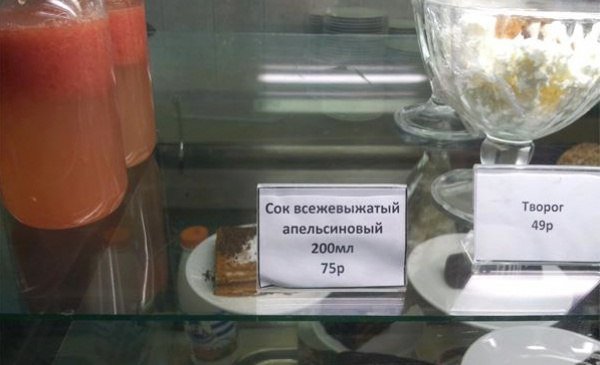 Сок всежевыжатый
апельсиновый
200мл
75р
Творог
49р